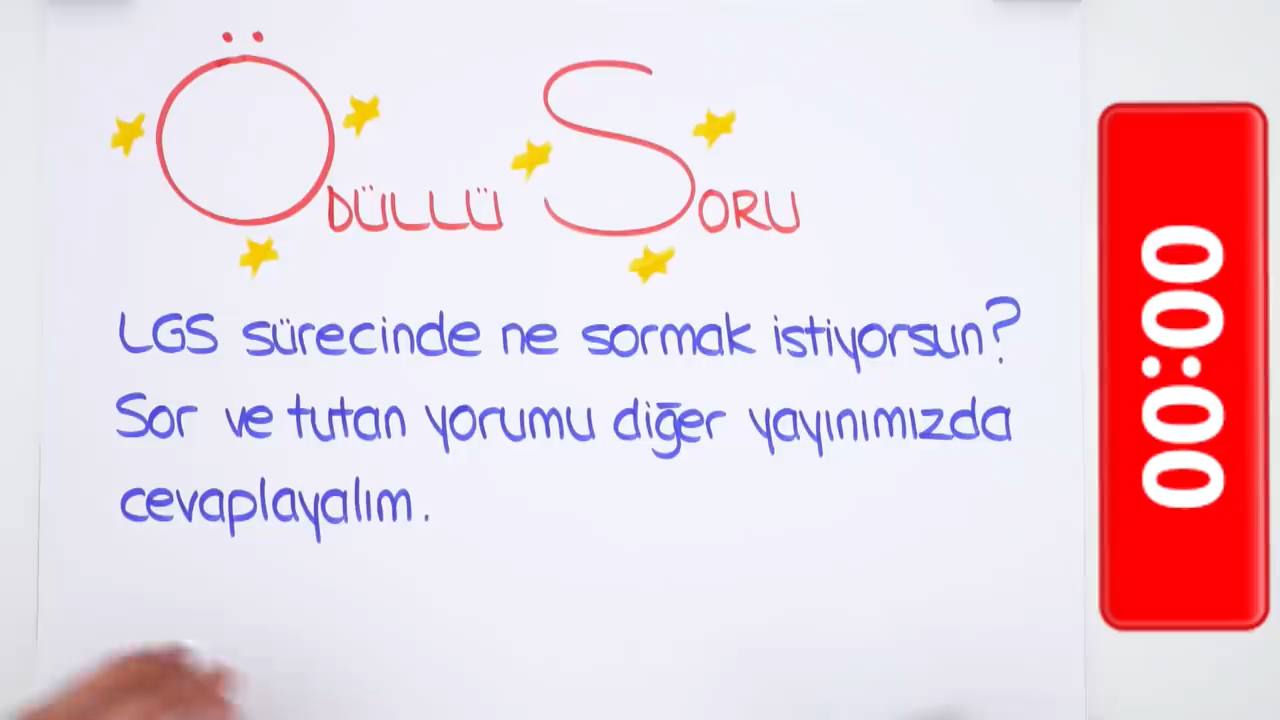 ÖDÜLLÜ SORU
LGS sürecinde ne sormak istiyorsun?
Sor ve tutan yorumu diğer yayınımızda
cevaplayalım.
00:00